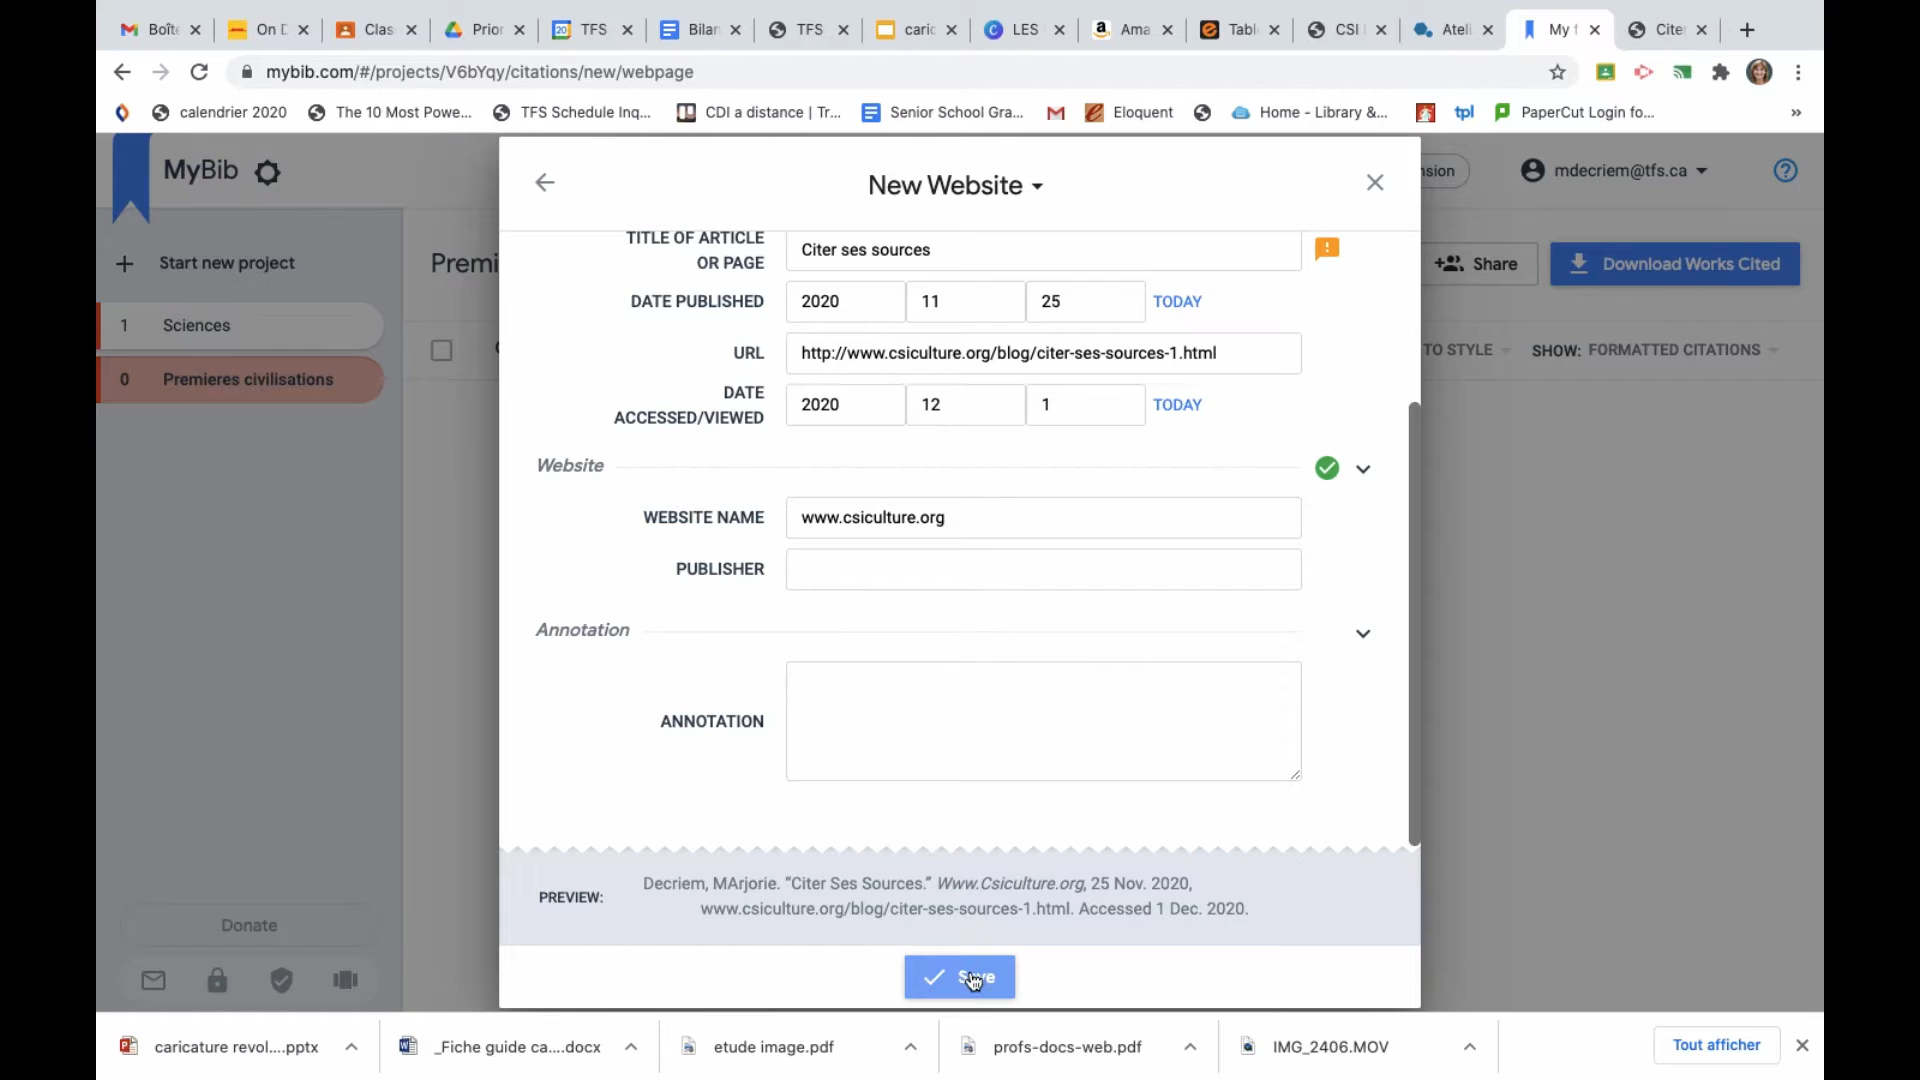 Boîte
On D
Clas
Prior
20 TFS
Bilan
TFS
caric
C LES
a Ama
e Tabl
CSI
Ateli
My f
Cite
mybib.com/#/projects/V6bYqy/citations/new/webpage
calendrier 2020
The 10 Most Powe...
TFS Schedule Inq...
CDI a distance | Tr...
Senior School Gra...
Eloquent
Home - Library &...
tpl
PaperCut Login fo...
»
MyBib
New Website
nsion
mdecriem@tfs.ca
?
+ Start new project
Premi
Share
Download Works Cited
1 Sciences
0 Premieres civilisations
TO STYLE
SHOW: FORMATTED CITATIONS
TITLE OF ARTICLE
OR PAGE
Citer ses sources
DATE PUBLISHED 2020 11 25 TODAY
URL http://www.csiculture.org/blog/citer-ses-sources-1.html
DATE
ACCESSED/VIEWED
2020 12 1 TODAY
Website
WEBSITE NAME www.csiculture.org
PUBLISHER
Annotation
ANNOTATION
PREVIEW:
Decriem, MArjorie. “Citer Ses Sources.” Www.Csiculture.org, 25 Nov. 2020,
www.csiculture.org/blog/citer-ses-sources-1.html. Accessed 1 Dec. 2020.
Save
Donate
caricature revol....pptx
_Fiche guide ca....docx
etude image.pdf
profs-docs-web.pdf
IMG_2406.MOV
Tout afficher